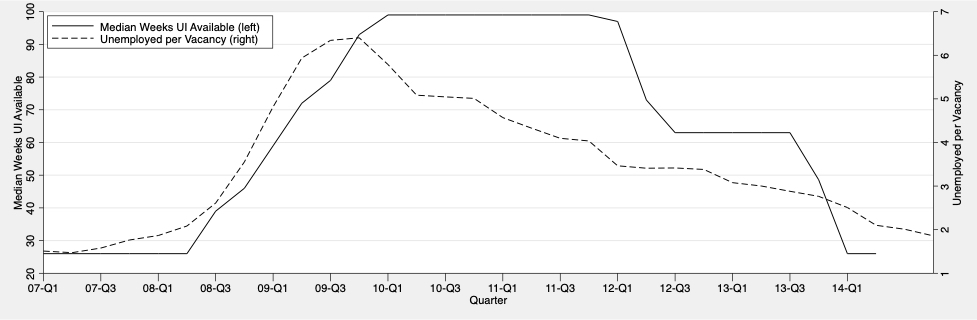 Median Weeks UI Available (left)
Unemployed per Vacancy (right)
Median Weeks UI Available
100
90
80
70
60
50
40
30
20
7
6
5
4
3
2
1
Unemployed per Vacancy
07-Q1 07-Q3 08-Q1 08-Q3 09-Q1 09-Q3 10-Q1 10-Q3 11-Q1 11-Q3 12-Q1 12-Q3 13-Q1 13-Q3 14-Q1
Quarter